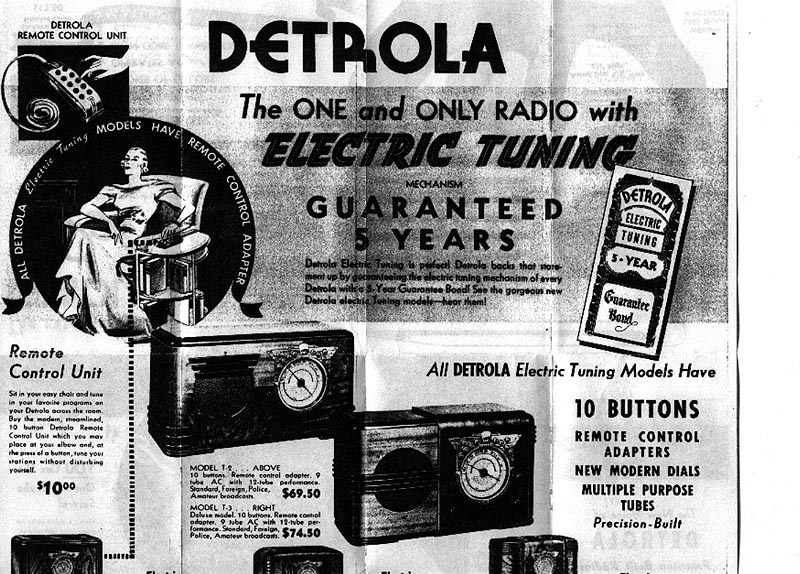 DETROLA
REMOTE CONTROL UNIT
DETROLA
The ONE and ONLY RADIO with
ELECTRIC TUNING
MECHANISM
GUARANTEED
5 YEARS
Detrola Electric Tuning is perfect! Detrola backs that state-
ment up by guaranteeing the electric tuning mechanism of every
Detrola with a 5-Year Guarantee Bond! See the gorgeous new
Detrola electric Tuning models—hear them!
ALL DETROLA Electric Tuning MODELS HAVE REMOTE CONTROL ADAPTER
DETROLA
ELECTRIC
TUNING
5-YEAR
Guarantee
Bond
Remote
Control Unit
Sit in your easy chair and tune
in your favorite programs on
your Detrola across the room.
Buy the modern, streamlined,
10 button Detrola Remote
Control Unit which you may
place at your elbow and, at
the press of a button, tune your
stations without disturbing
yourself.
$10.00
MODEL T-2 . . . ABOVE
10 buttons. Remote control adapter. 9
tube AC with 12-tube performance.
Standard, Foreign, Police,
Amateur broadcasts. $69.50
MODEL T-3 . . . RIGHT
Deluxe model. 10 buttons. Remote control
adapter. 9 tube AC with 12-tube per-
formance. Standard, Foreign,
Police, Amateur broadcasts. $74.50
All DETROLA Electric Tuning Models Have
10 BUTTONS
REMOTE CONTROL
ADAPTERS
NEW MODERN DIALS
MULTIPLE PURPOSE
TUBES
Precision-Built